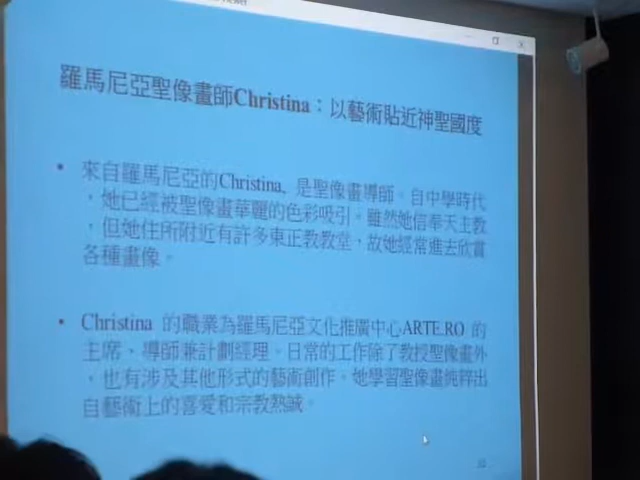 羅馬尼亞聖像畫師Christina：以藝術貼近神聖國度
• 來自羅馬尼亞的Christina, 是聖像畫導師。自中學時代
，她已經被聖像畫華麗的色彩吸引。雖然她信奉天主教
，但她住所附近有許多東正教教堂，故她經常進去欣賞
各種畫像。
• Christina 的職業為羅馬尼亞文化推廣中心ARTE.RO 的
主席、導師兼計劃經理。日常的工作除了教授聖像畫外
，也有涉及其他形式的藝術創作。她學習聖像畫純粹出
自藝術上的喜愛和宗教熱誠。